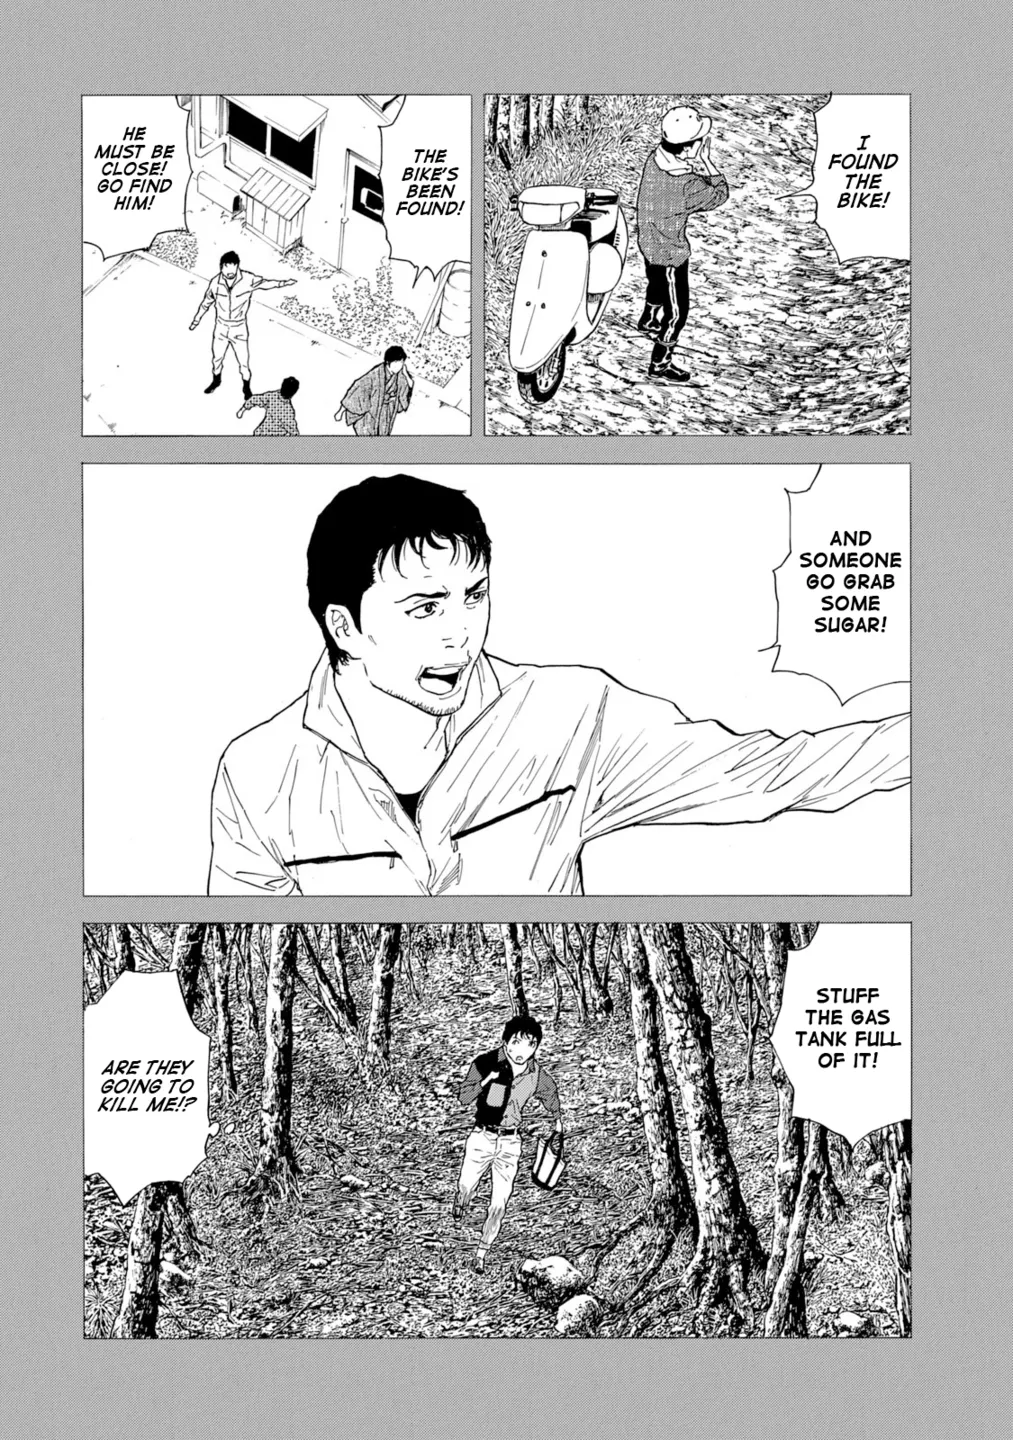 I
FOUND
THE
BIKE!
THE
BIKE'S
BEEN
FOUND!
HE
MUST BE
CLOSE!
GO FIND
HIM!
AND
SOMEONE
GO GRAB
SOME
SUGAR!
STUFF
THE GAS
TANK FULL
OF IT!
ARE THEY
GOING TO
KILL ME!?